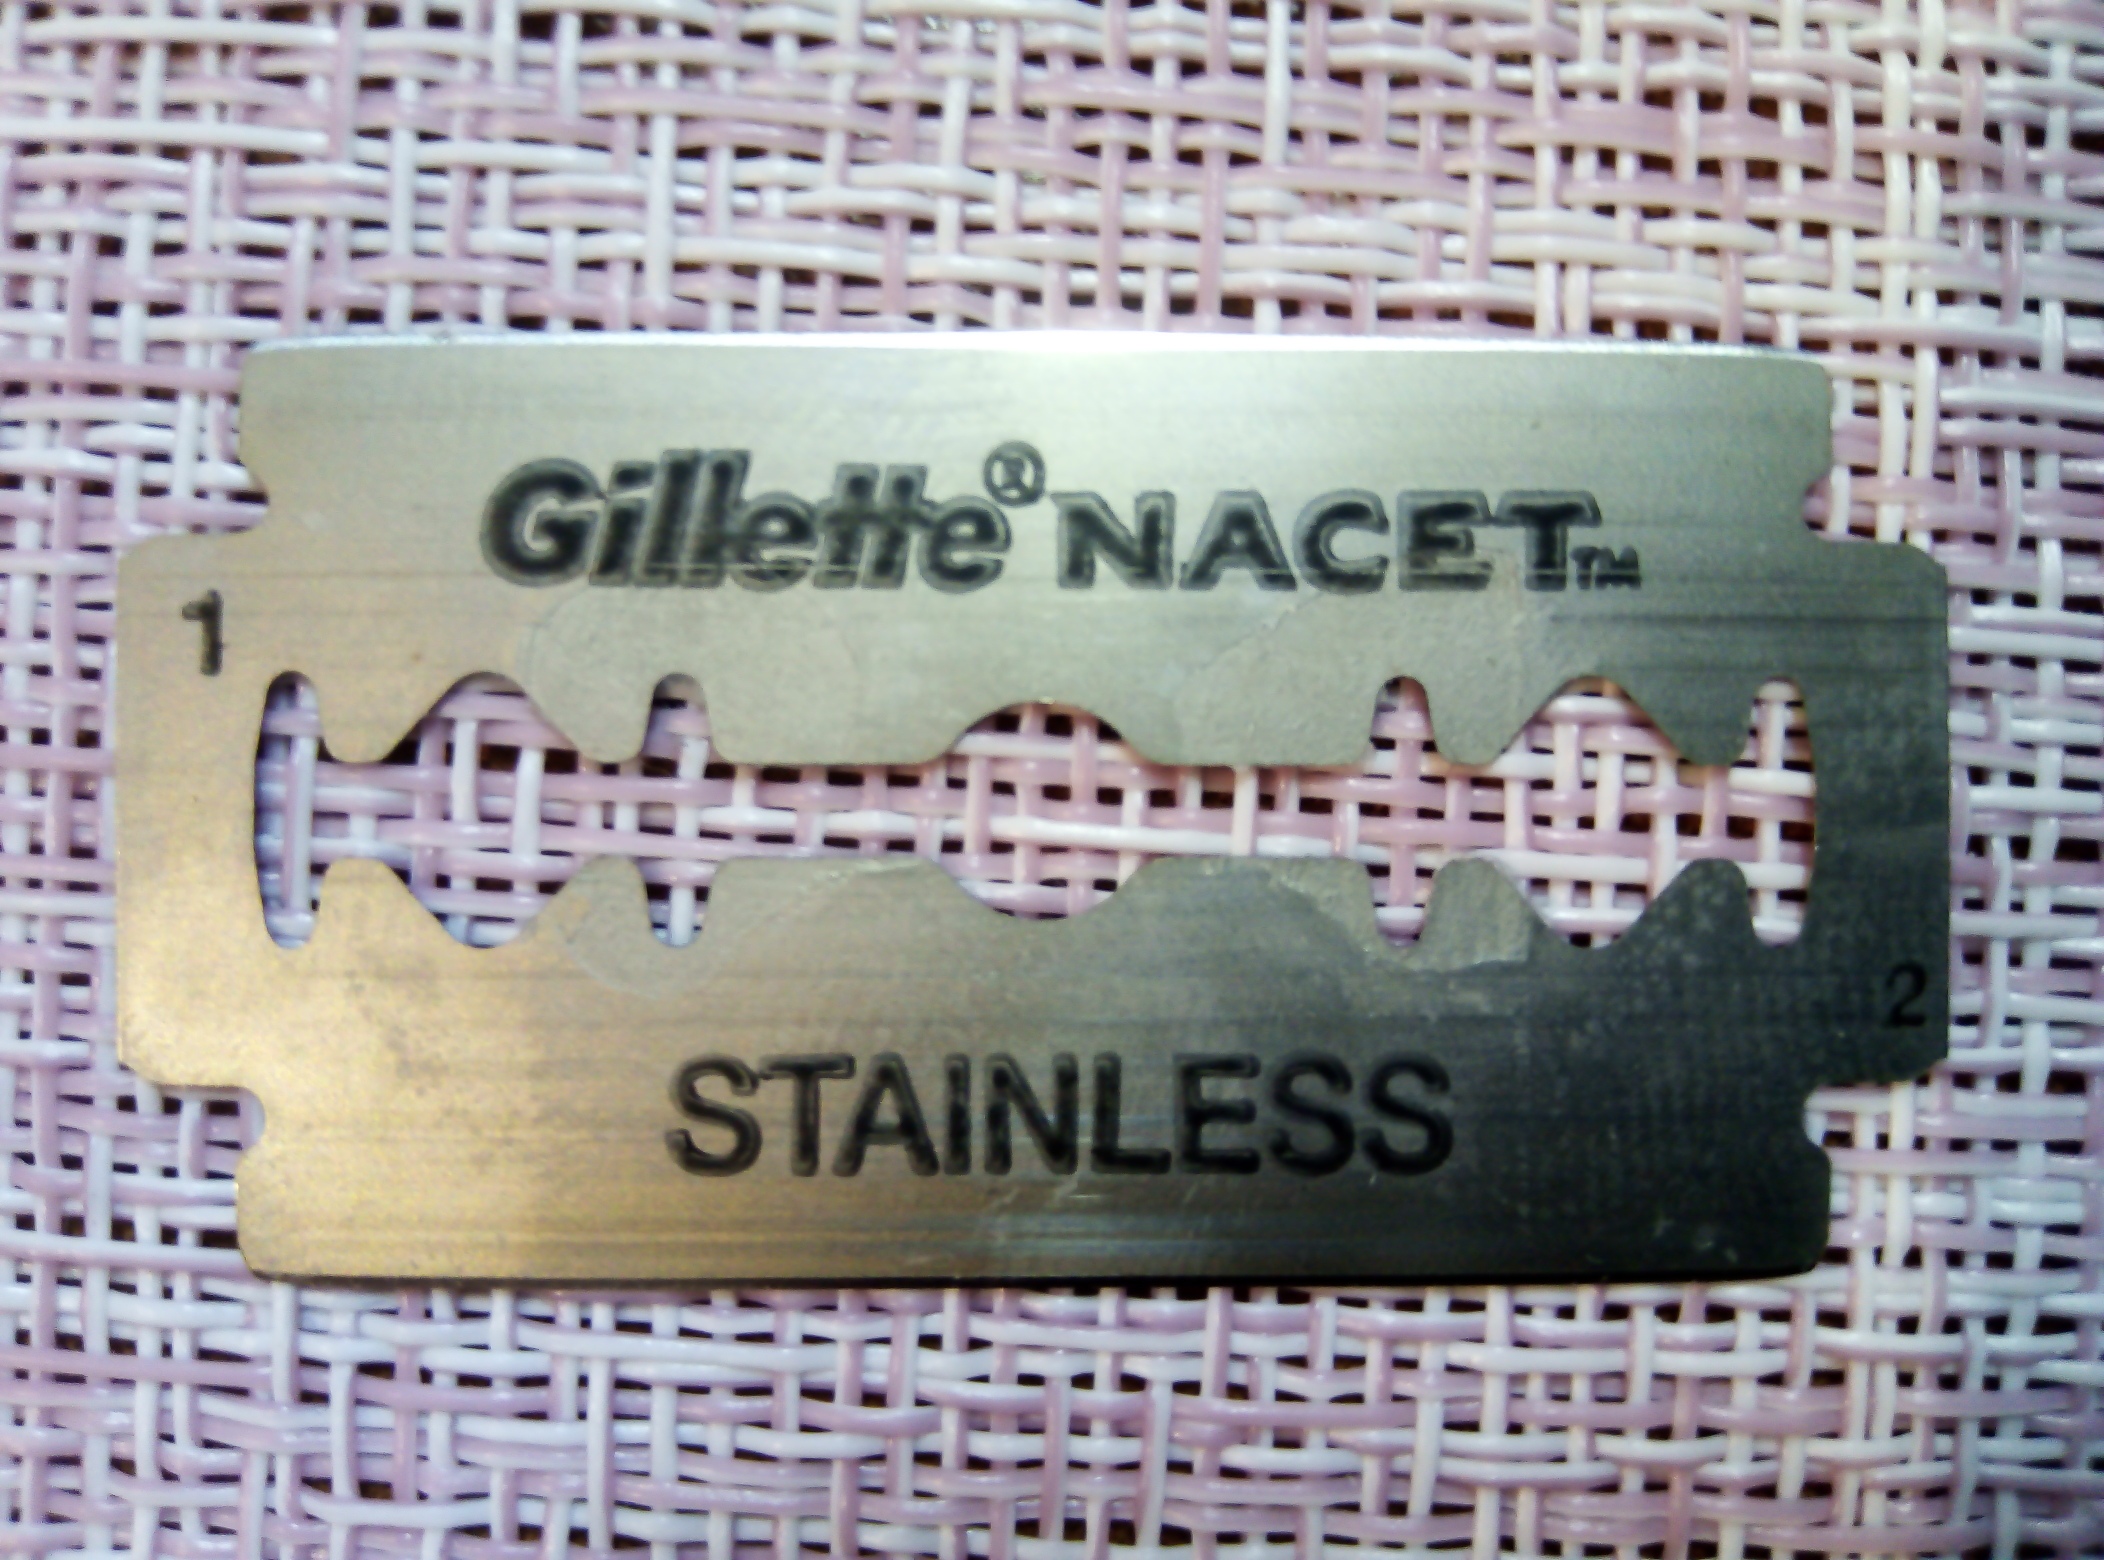 Gillette® NACET™
1
2
STAINLESS